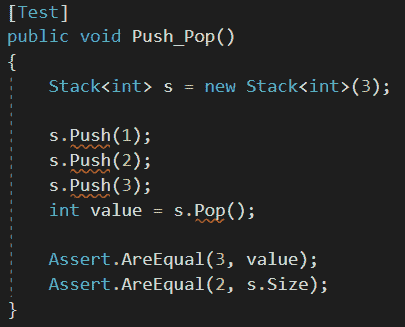 [Test]
public void Push_Pop()
{
Stack<int> s = new Stack<int>(3);
s.Push(1);
s.Push(2);
s.Push(3);
int value = s.Pop();
Assert.AreEqual(3, value);
Assert.AreEqual(2, s.Size);
}